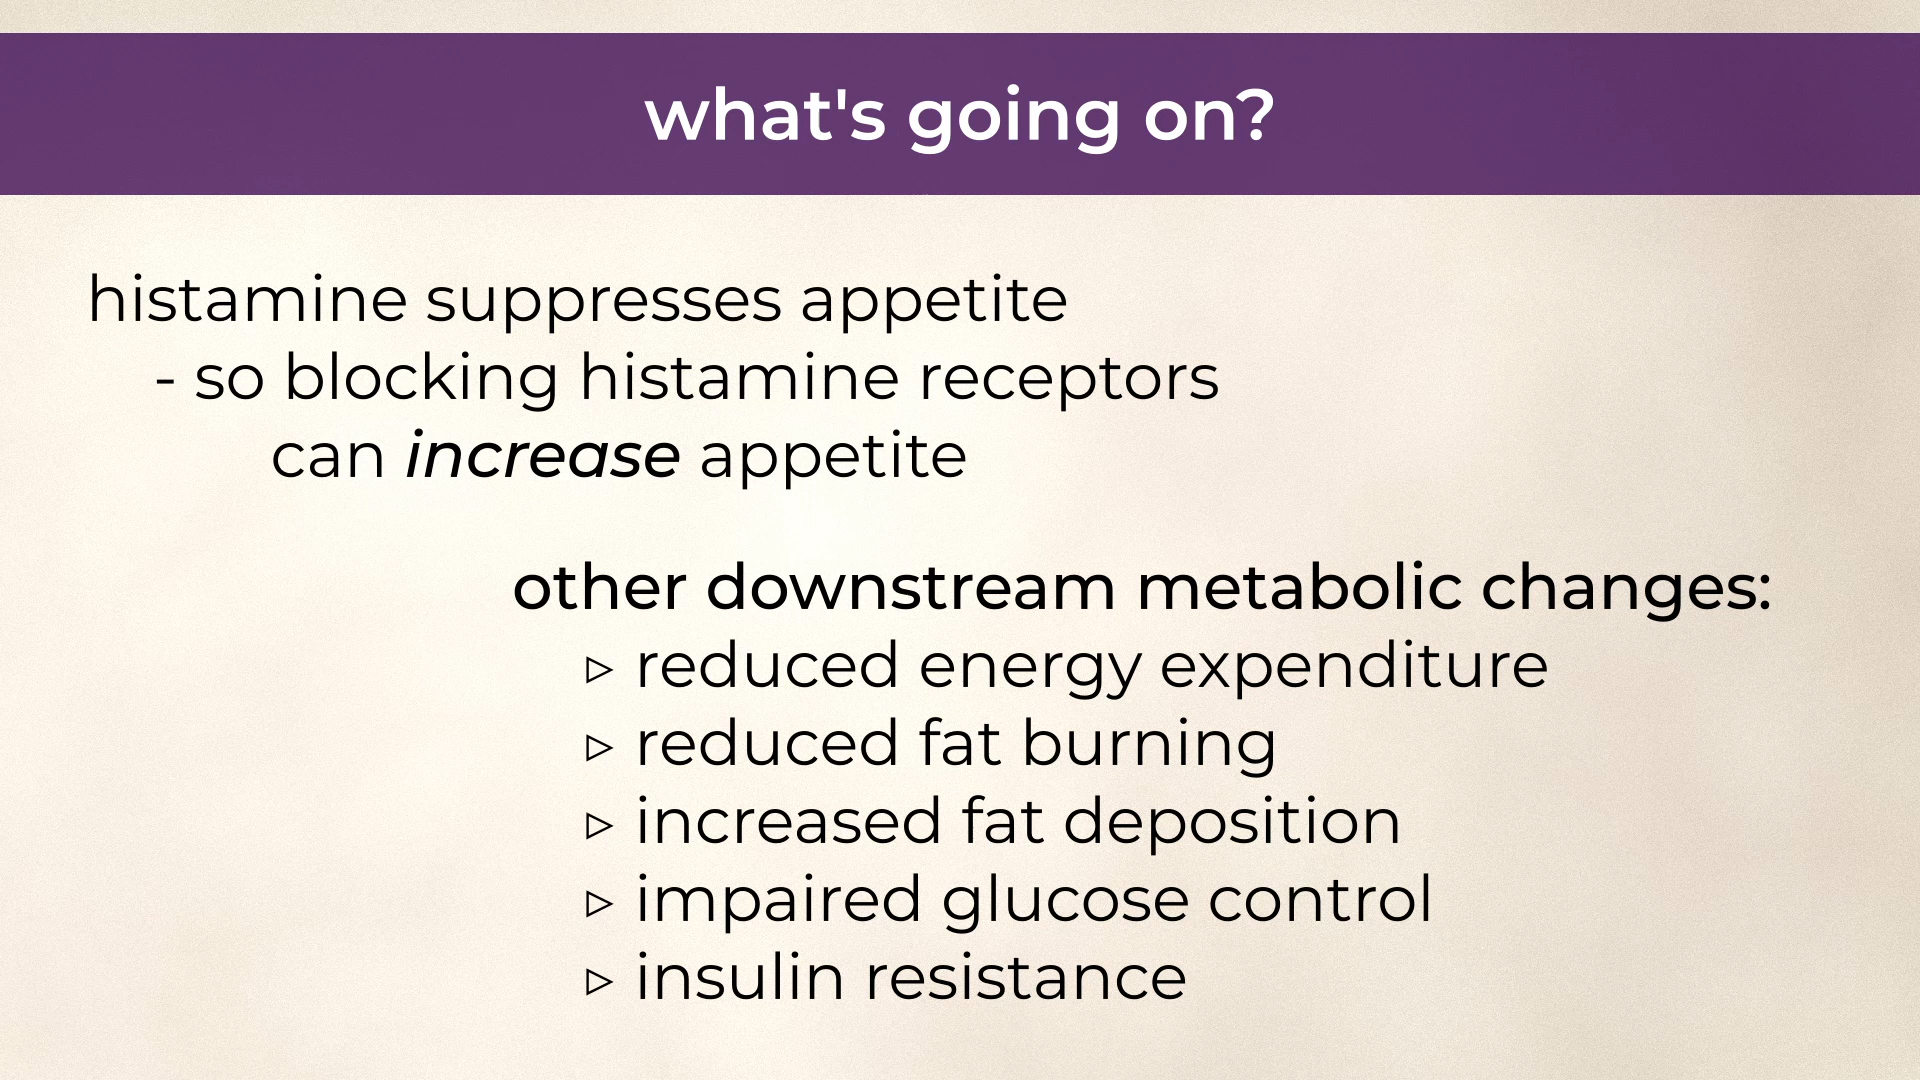 what's going on?
histamine suppresses appetite
- so blocking histamine receptors
can increase appetite
other downstream metabolic changes:
▹ reduced energy expenditure
▹ reduced fat burning
▹ increased fat deposition
▹ impaired glucose control
▹ insulin resistance